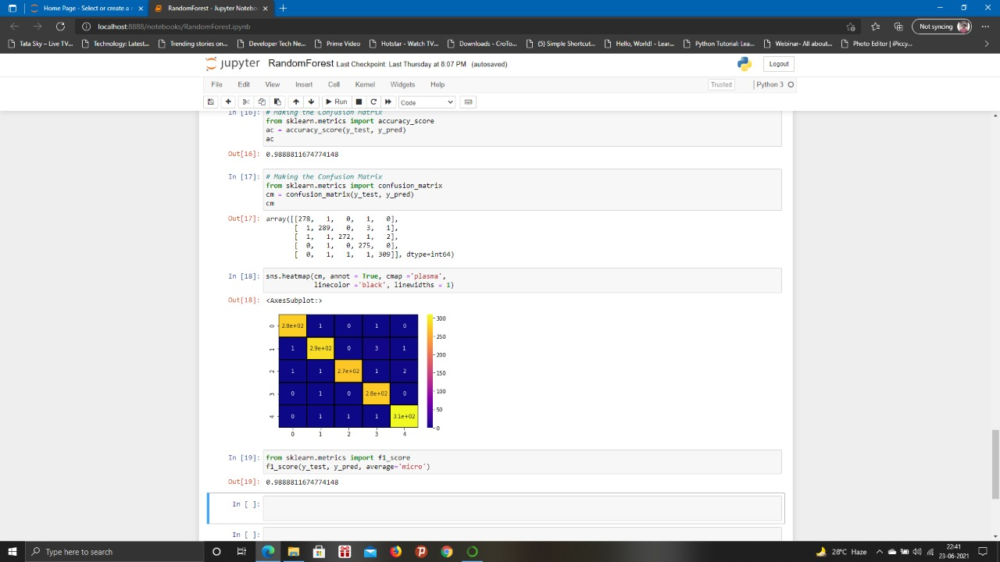 Home Page - Select or create a n
RandomForest - Jupyter Notebo
localhost:8888/notebooks/RandomForest.ipynb
Not syncing
Tata Sky – Live TV...
Technology: Latest...
Trending stories on...
Developer Tech Ne...
Prime Video
Hotstar - Watch TV...
Downloads - CroTo...
(5) Simple Shortcut...
Hello, World! - Lear...
Python Tutorial: Lea...
Webinar- All about...
Photo Editor | iPiccy...
jupyter RandomForest Last Checkpoint: Last Thursday at 8:07 PM (autosaved)
Logout
File Edit View Insert Cell Kernel Widgets Help
Trusted
Python 3
Run
Code
In [16]: # Making the Confusion Matrix
from sklearn.metrics import accuracy_score
ac = accuracy_score(y_test, y_pred)
ac
Out[16]: 0.9888811674774148
In [17]: # Making the Confusion Matrix
from sklearn.metrics import confusion_matrix
cm = confusion_matrix(y_test, y_pred)
cm
Out[17]: array([[278, 1, 0, 1, 0],
[ 1, 289, 0, 3, 1],
[ 1, 1, 272, 1, 2],
[ 0, 1, 0, 275, 0],
[ 0, 1, 1, 1, 309]], dtype=int64)
In [18]: sns.heatmap(cm, annot = True, cmap ='plasma',
linecolor ='black', linewidths = 1)
Out[18]: <AxesSubplot:>
0 2.8e+02 1 0 1 0
1 1 2.9e+02 0 3 1
2 1 1 2.7e+02 1 2
3 0 1 0 2.8e+02 0
4 0 1 1 1 3.1e+02
0 1 2 3 4
300
250
200
150
100
50
0
In [19]: from sklearn.metrics import f1_score
f1_score(y_test, y_pred, average='micro')
Out[19]: 0.9888811674774148
In [ ]:
In [ ]:
Type here to search
28°C Haze
22:41
23-06-2021